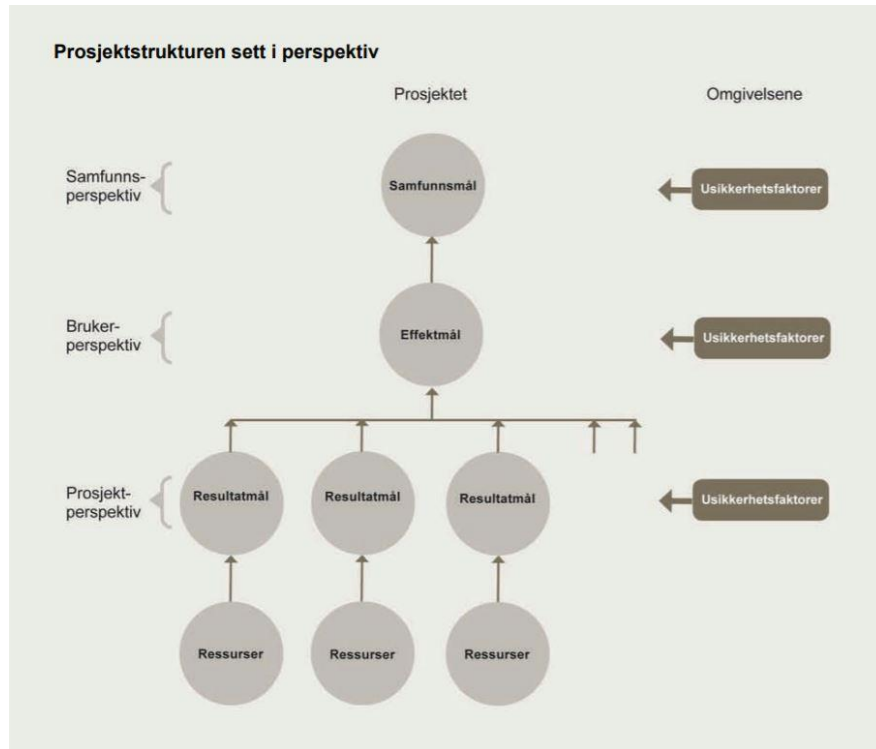 Prosjektstrukturen sett i perspektiv
Prosjektet
Omgivelsene
Samfunns-
perspektiv
Samfunnsmål
Usikkerhetsfaktorer
Bruker-
perspektiv
Effektmål
Usikkerhetsfaktorer
Prosjekt-
perspektiv
Resultatmål
Resultatmål
Resultatmål
Usikkerhetsfaktorer
Ressurser
Ressurser
Ressurser